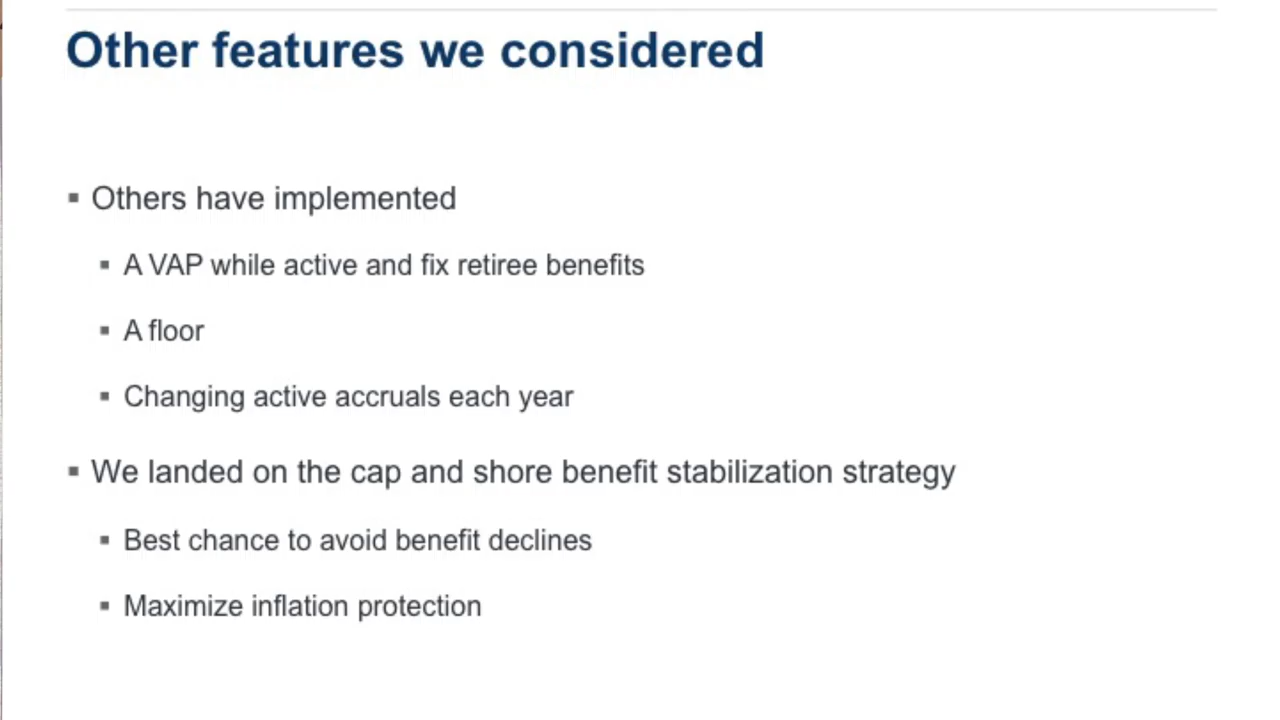 Other features we considered
▪ Others have implemented
▪ A VAP while active and fix retiree benefits
▪ A floor
▪ Changing active accruals each year
▪ We landed on the cap and shore benefit stabilization strategy
▪ Best chance to avoid benefit declines
▪ Maximize inflation protection